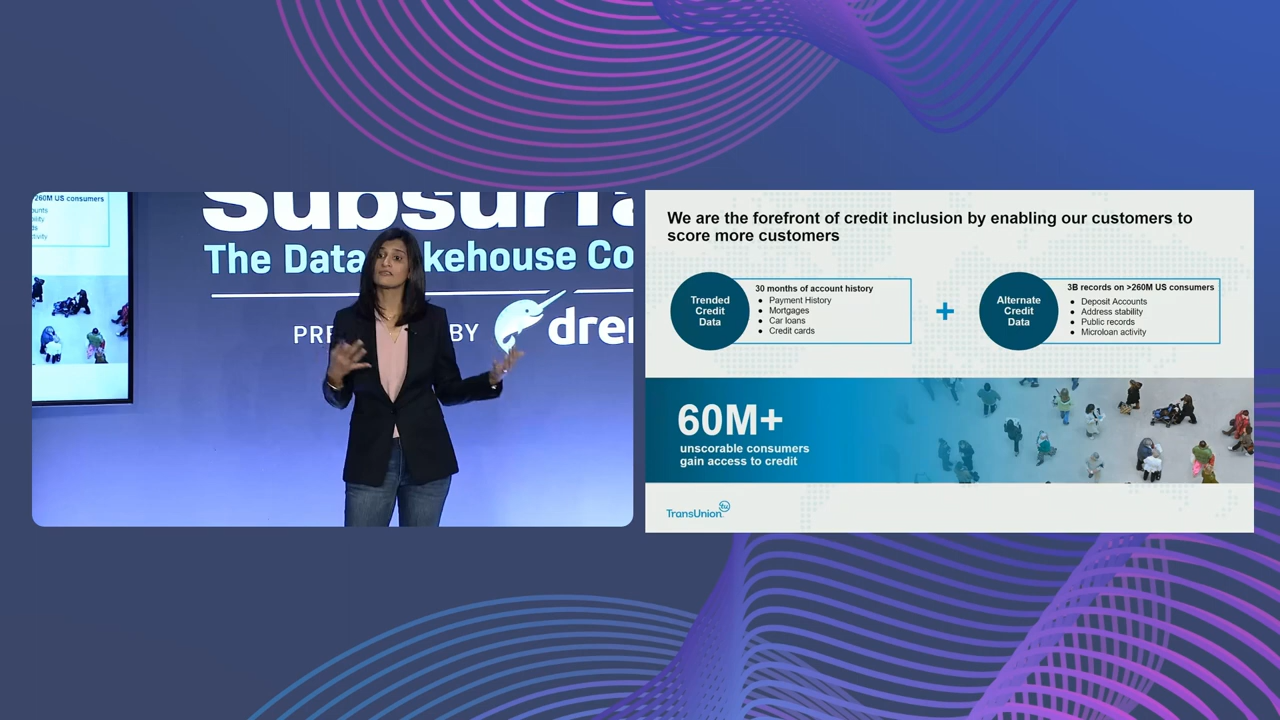 260M US consumers
Subsurfa
The Data kehouse Co
PRE BY drem
We are the forefront of credit inclusion by enabling our customers to
score more customers
Trended
Credit
Data
30 months of account history
● Payment History
● Mortgages
● Car loans
● Credit cards
+
Alternate
Credit
Data
3B records on >260M US consumers
● Deposit Accounts
● Address stability
● Public records
● Microloan activity
60M+
unscorable consumers
gain access to credit
TransUnion
tu